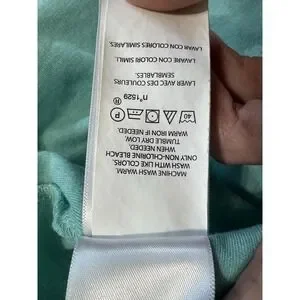 MACHINE WASH WARM
WASH WITH LIKE COLORS
ONLY NON-CHLORINE BLEACH
WHEN NEEDED.
TUMBLE DRY LOW,
WARM IRON IF NEEDED.
40 P
®
n° 1529
LAVER AVEC DES COULEURS
SEMBLABLES.
LAVARE CON COLORI SIMILI.
LAVAR CON COLORES SIMILARES.